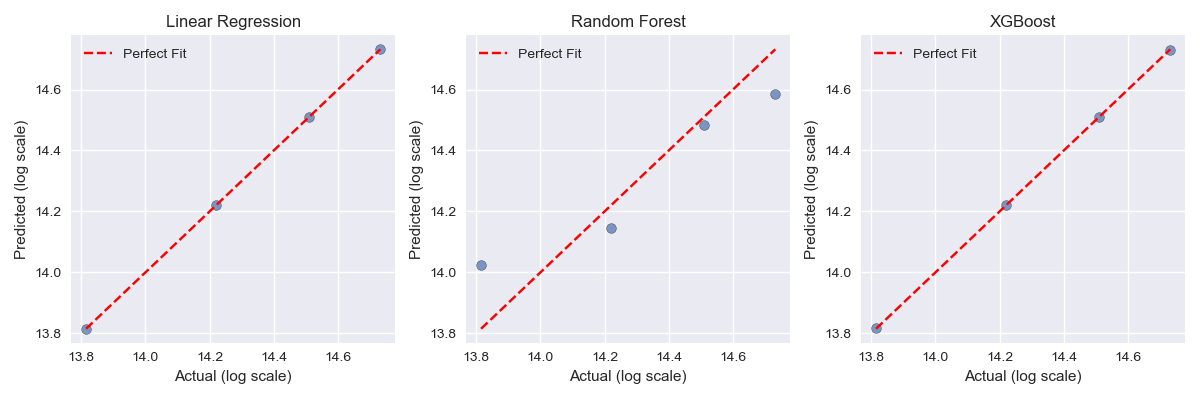 Linear Regression
Perfect Fit
14.6
14.4
14.2
14.0
13.8
13.8 14.0 14.2 14.4 14.6
Predicted (log scale)
Actual (log scale)
Random Forest
Perfect Fit
14.6
14.4
14.2
14.0
13.8
13.8 14.0 14.2 14.4 14.6
Predicted (log scale)
Actual (log scale)
XGBoost
Perfect Fit
14.6
14.4
14.2
14.0
13.8
13.8 14.0 14.2 14.4 14.6
Predicted (log scale)
Actual (log scale)